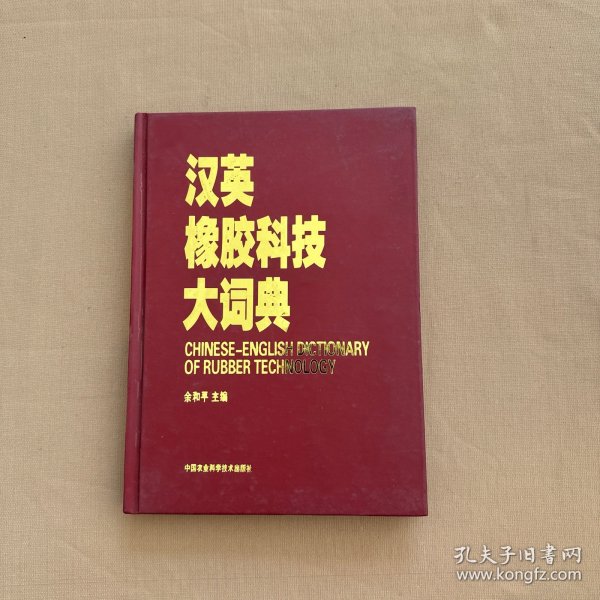 汉英
橡胶科技
大词典
CHINESE-ENGLISH DICTIONARY
OF RUBBER TECHNOLOGY
余和平 主编
中国农业科学技术出版社
孔夫子旧书网
www.kongfz.com